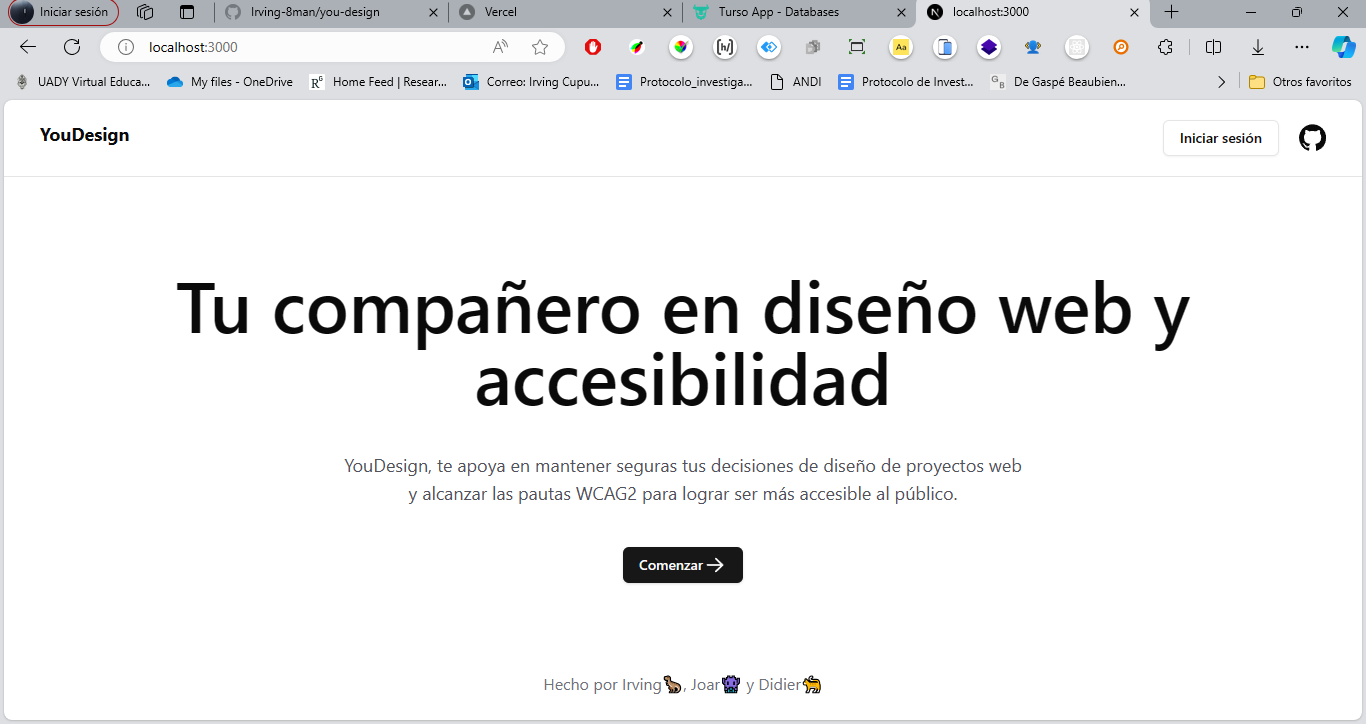 Iniciar sesión
Irving-8man/you-design
Vercel
Turso App - Databases
localhost:3000
localhost:3000
UADY Virtual Educa...
My files - OneDrive
Home Feed | Resear...
Correo: Irving Cupu...
Protocolo_investiga...
ANDI
Protocolo de Invest...
De Gaspé Beaubien...
Otros favoritos
YouDesign
Iniciar sesión
Tu compañero en diseño web y
accesibilidad
YouDesign, te apoya en mantener seguras tus decisiones de diseño de proyectos web
y alcanzar las pautas WCAG2 para lograr ser más accesible al público.
Comenzar
Hecho por Irving🦕, Joar👾 y Didier🐈